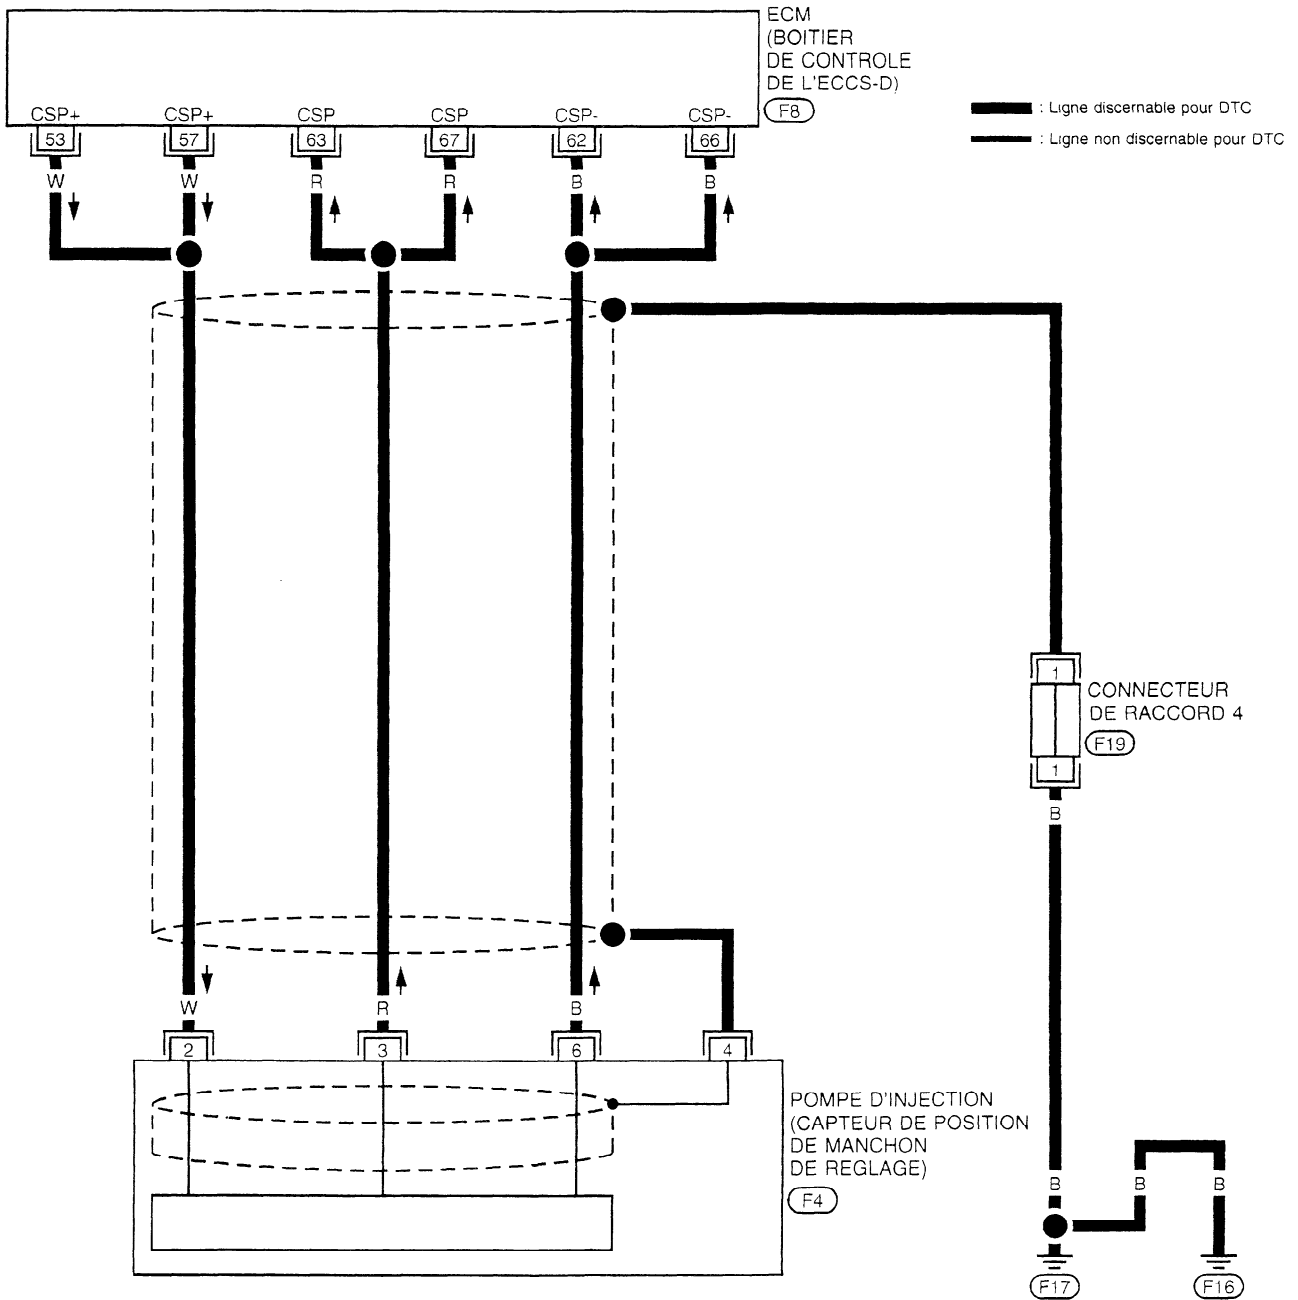 ECM
(BOITIER
DE CONTROLE
DE L'ECCS-D)
F8
CSP+ CSP+ CSP CSP CSP- CSP-
53 57 63 67 62 66
W W R R B B
: Ligne discernable pour DTC
: Ligne non discernable pour DTC
1
CONNECTEUR
DE RACCORD 4
F19
1
B
W R B
2 3 6 4
POMPE D'INJECTION
(CAPTEUR DE POSITION
DE MANCHON
DE REGLAGE)
F4
B B B
F17 F16